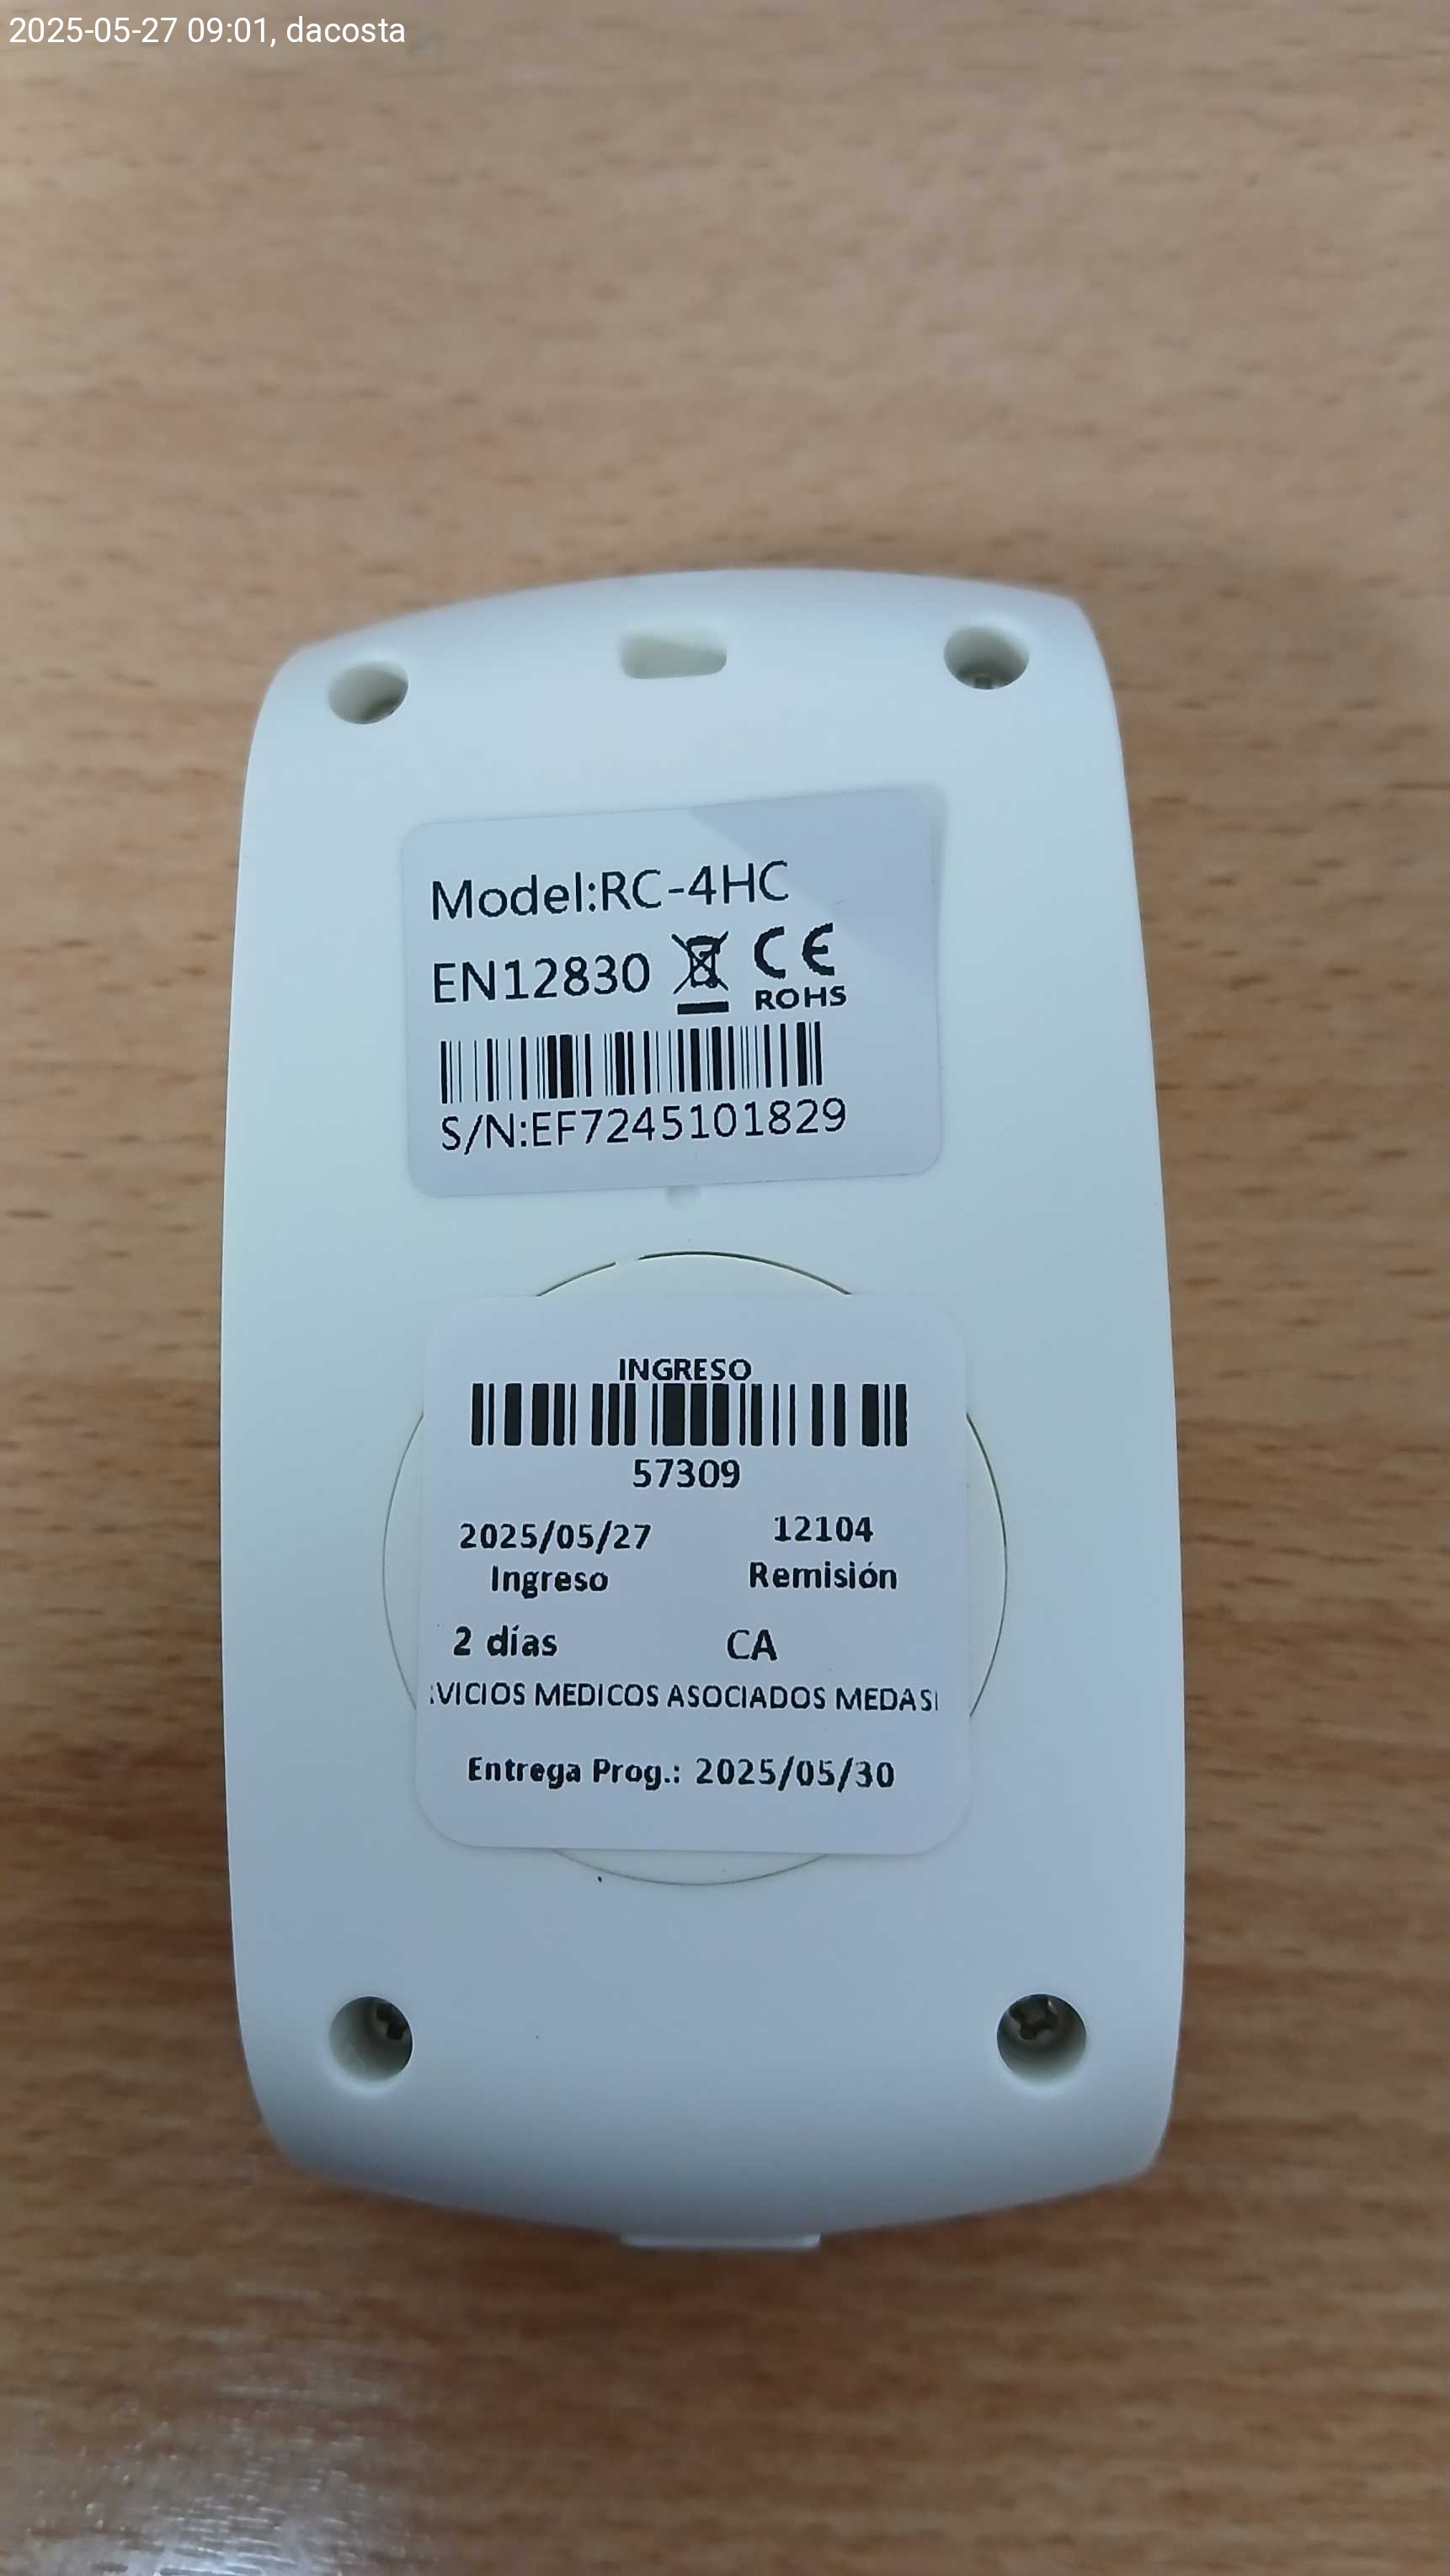 2025-05-27 09:01, dacosta
Model:RC-4HC
EN12830 CE
ROHS
S/N:EF7245101829
INGRESO
57309
2025/05/27 12104
Ingreso Remisión
2 días CA
VICIOS MEDICOS ASOCIADOS MEDAS
Entrega Prog.: 2025/05/30